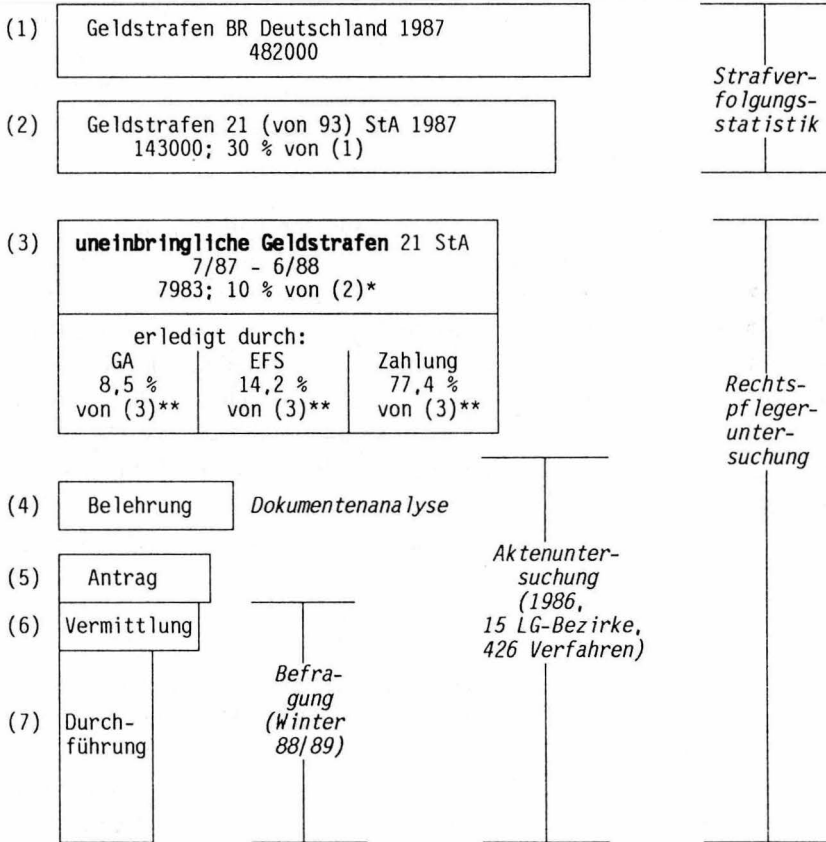 (1) Geldstrafen BR Deutschland 1987
482000
Strafver-
folgungs-
statistik
(2) Geldstrafen 21 (von 93) StA 1987
143000; 30 % von (1)
(3) uneinbringliche Geldstrafen 21 StA
7/87 - 6/88
7983; 10 % von (2)*
erledigt durch:
GA EFS Zahlung
8,5 % 14,2 % 77,4 %
von (3)** von (3)** von (3)**
Rechts-
pfleger-
unter-
suchung
(4) Belehrung Dokumentenanalyse
(5) Antrag
(6) Vermittlung
Aktenunter-
suchung
(1986,
15 LG-Bezirke,
426 Verfahren)
(7) Durch-
führung
Befra-
gung
(Winter
88/89)